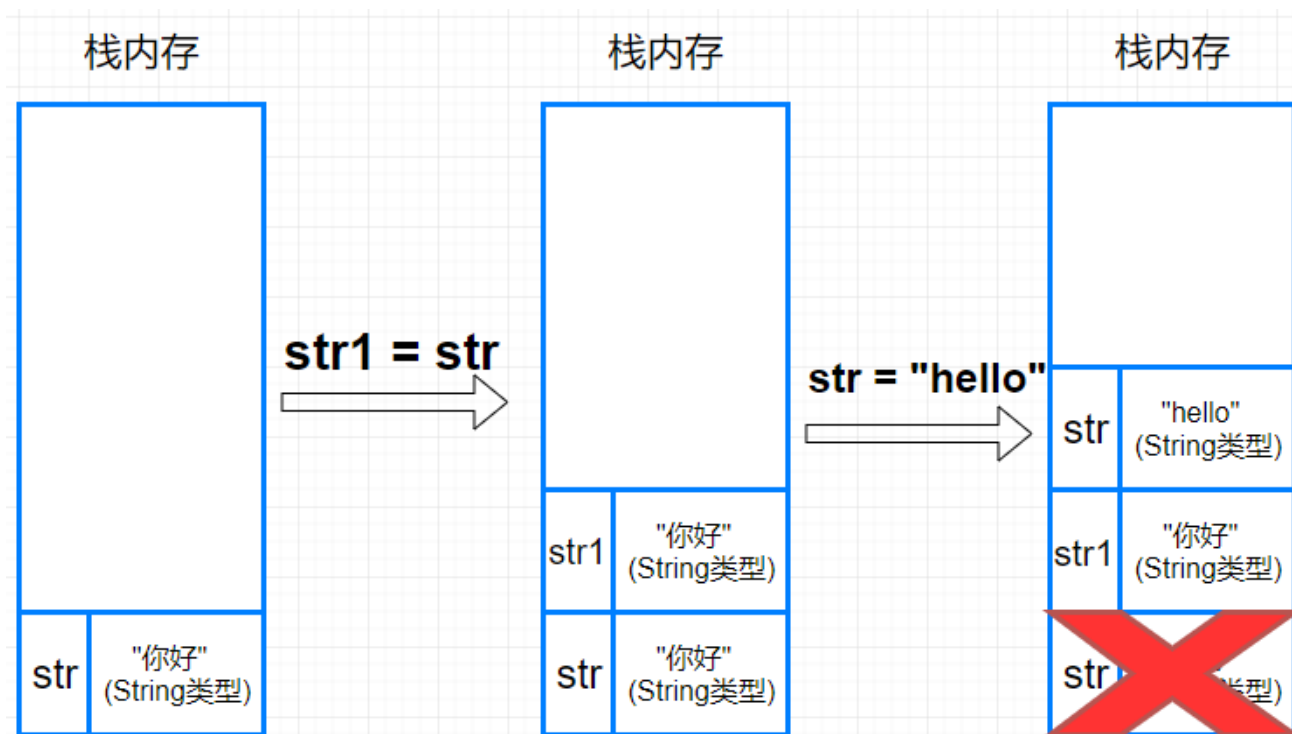 栈内存
栈内存
栈内存
str1 = str
str = "hello"
str
"你好"
(String类型)
str1
"你好"
(String类型)
str
"你好"
(String类型)
str
"hello"
(String类型)
str1
"你好"
(String类型)
str
类型)